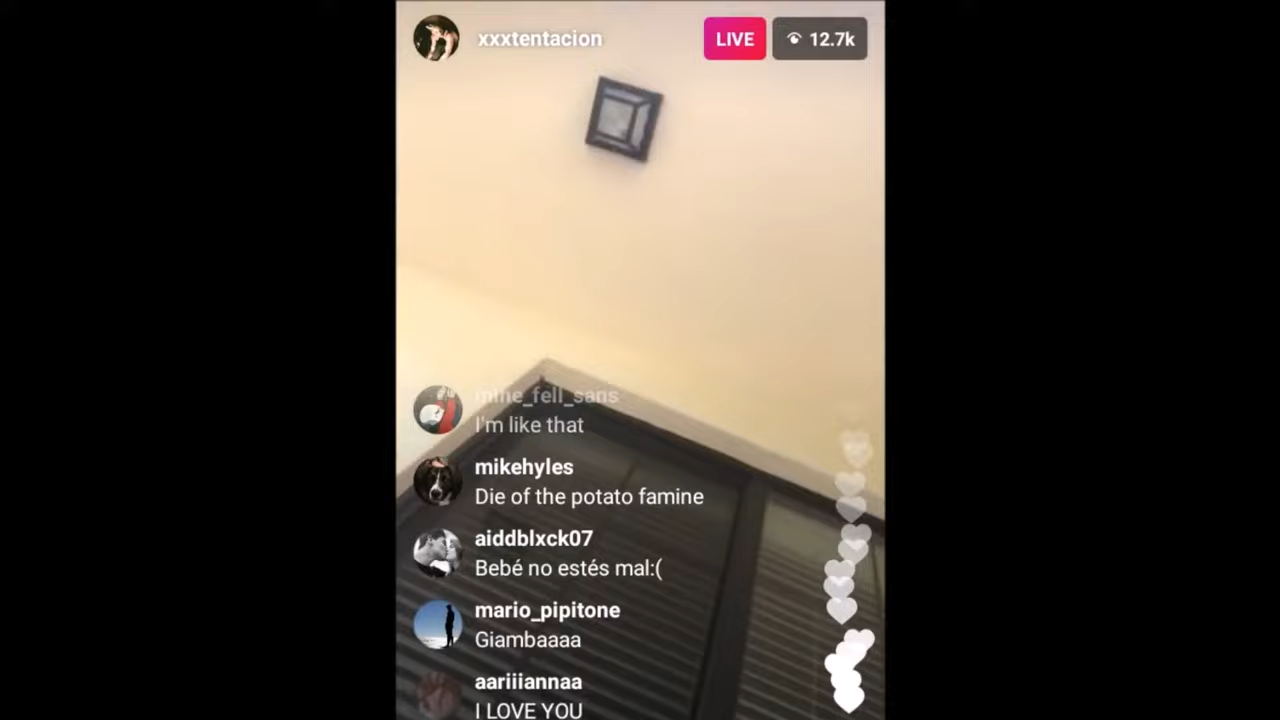 xxxtentacion
LIVE
12.7k
mihe_fell_sans
I'm like that
mikehyles
Die of the potato famine
aiddblxck07
Bebé no estés mal:(
mario_pipitone
Giambaaaa
aariiiannaa
I LOVE YOU